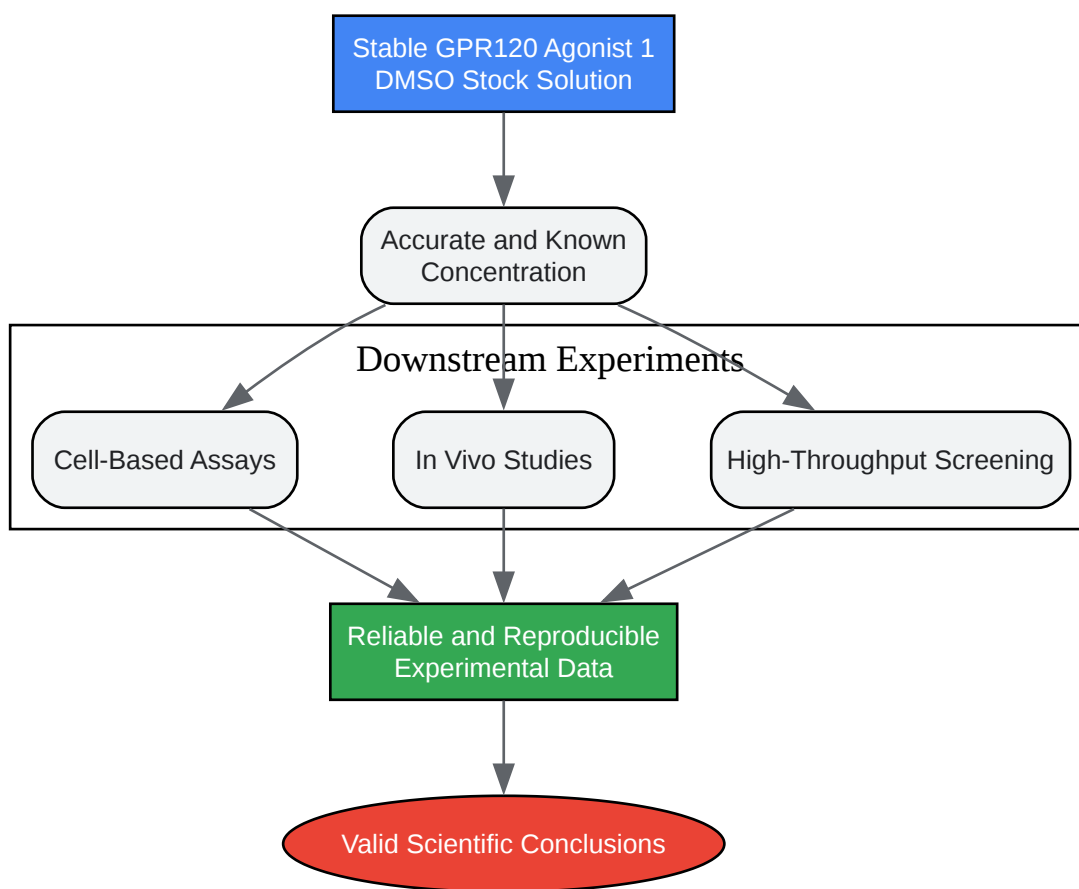 Stable GPR120 Agonist 1
DMSO Stock Solution
Accurate and Known
Concentration
Downstream Experiments
Cell-Based Assays
In Vivo Studies
High-Throughput Screening
Reliable and Reproducible
Experimental Data
Valid Scientific Conclusions